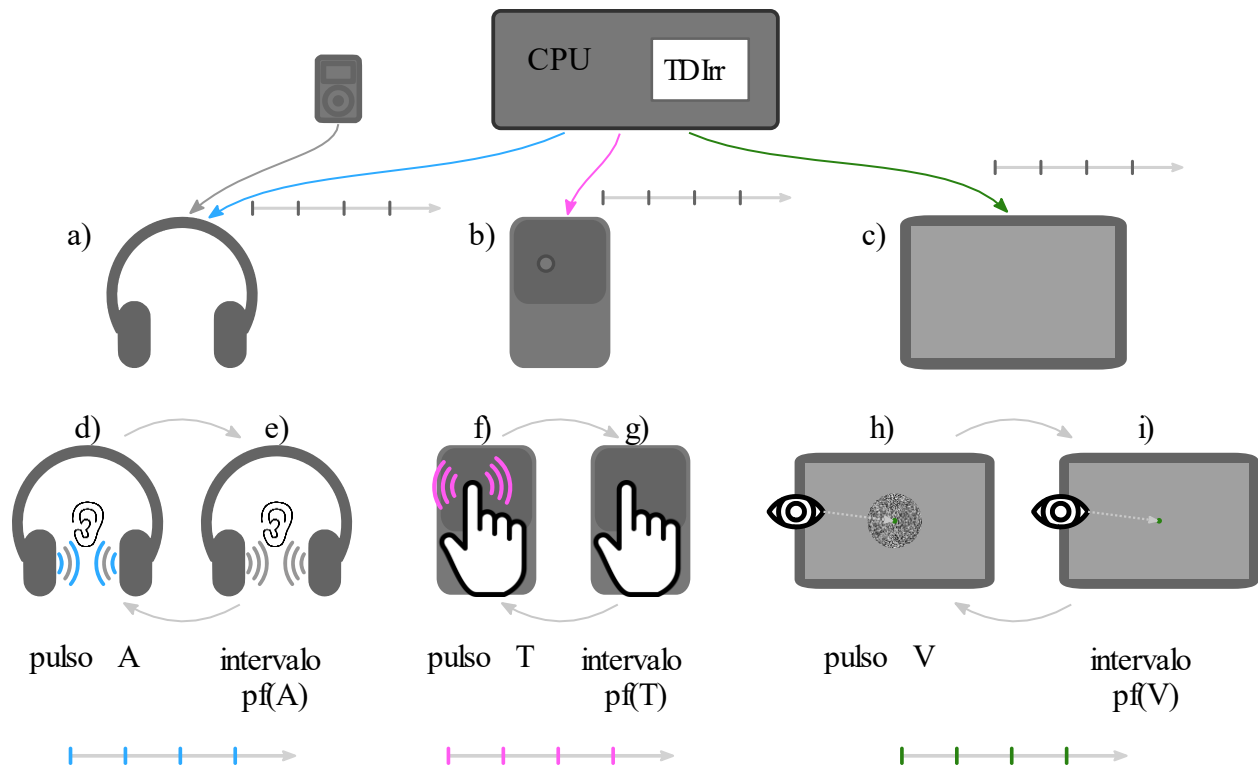 CPU
TDIrr
a)
b)
c)
d)
e)
f)
g)
h)
i)
pulso A
intervalo
pf(A)
pulso T
intervalo
pf(T)
pulso V
intervalo
pf(V)